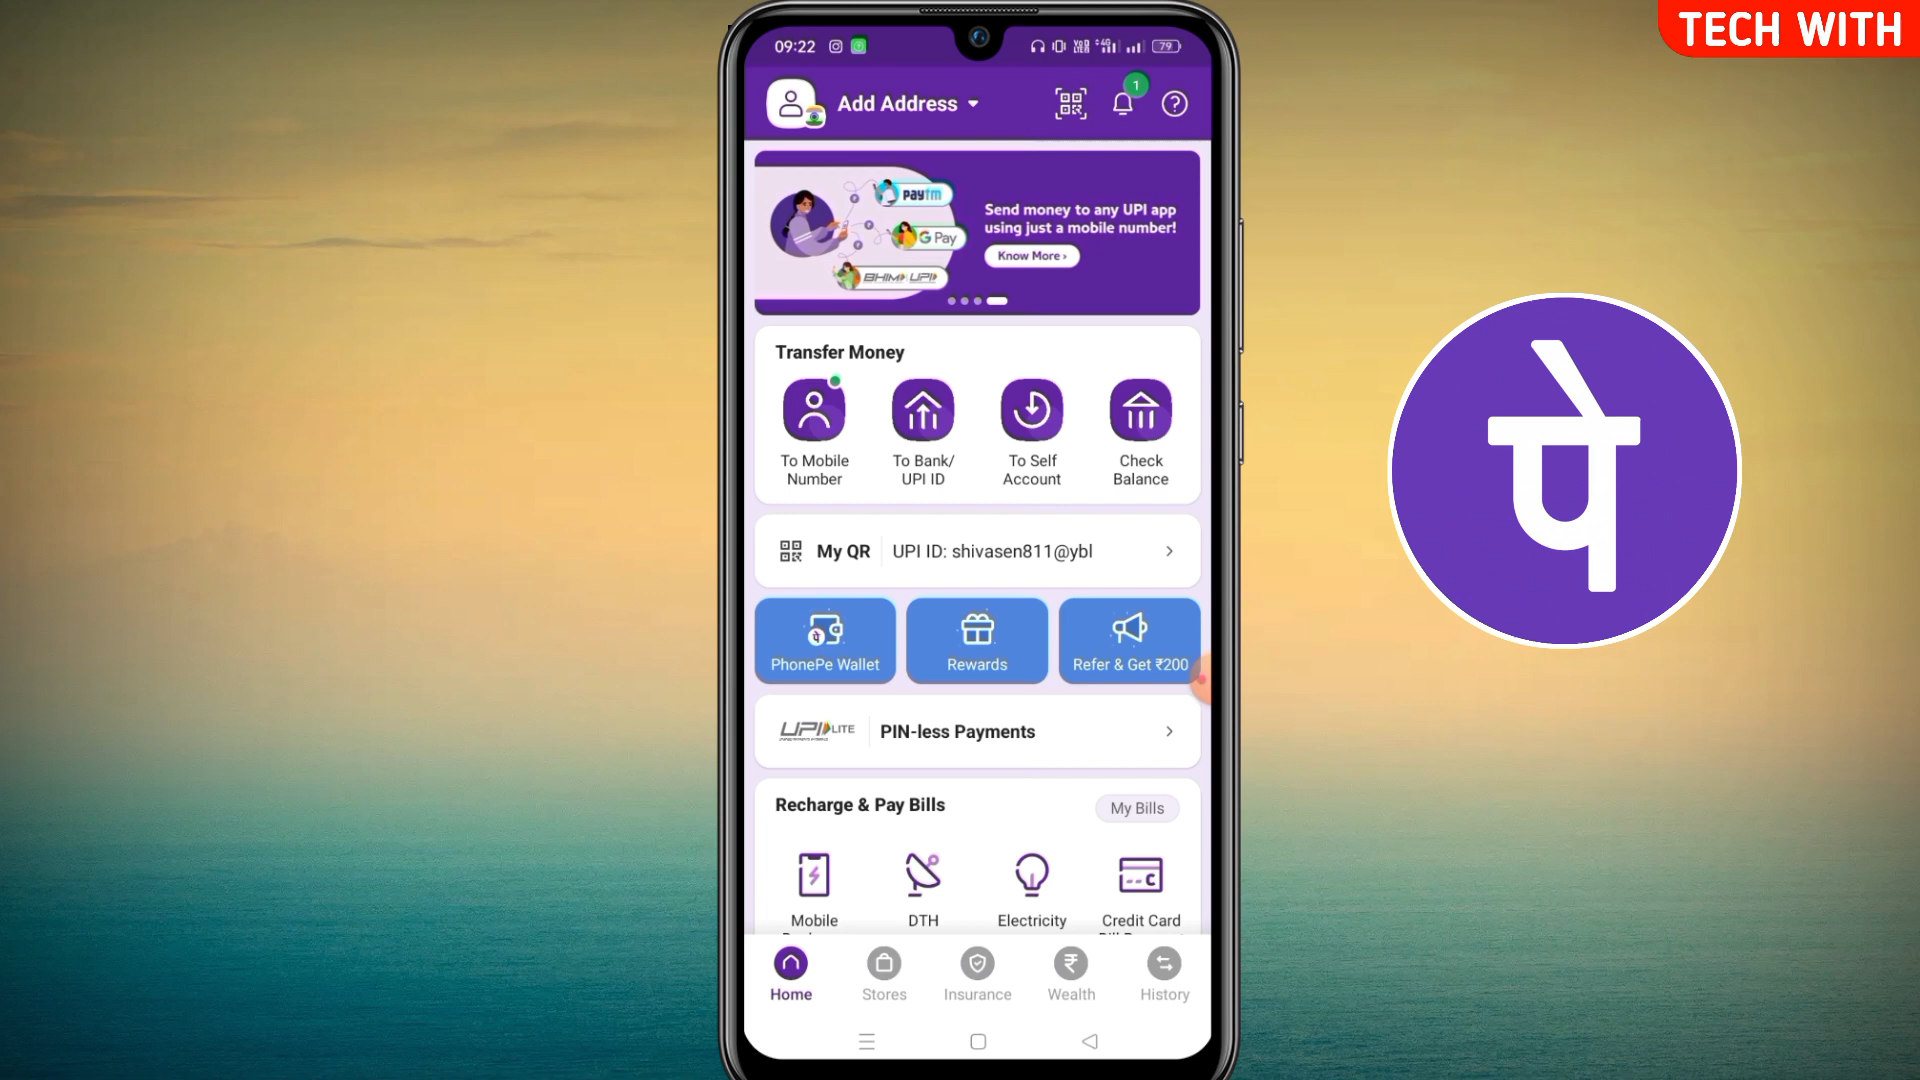 TECH WITH
09:22
79
Add Address
1
paytm
G Pay
BHIM UPI
Send money to any UPI app
using just a mobile number!
Know More ›
Transfer Money
To Mobile
Number
To Bank/
UPI ID
To Self
Account
Check
Balance
My QR
UPI ID: shivasen811@ybl
पे
PhonePe Wallet
Rewards
Refer & Get ₹200
UPI LITE
PIN-less Payments
Recharge & Pay Bills
My Bills
Mobile
DTH
Electricity
Credit Card
Home
Stores
Insurance
Wealth
History
पे